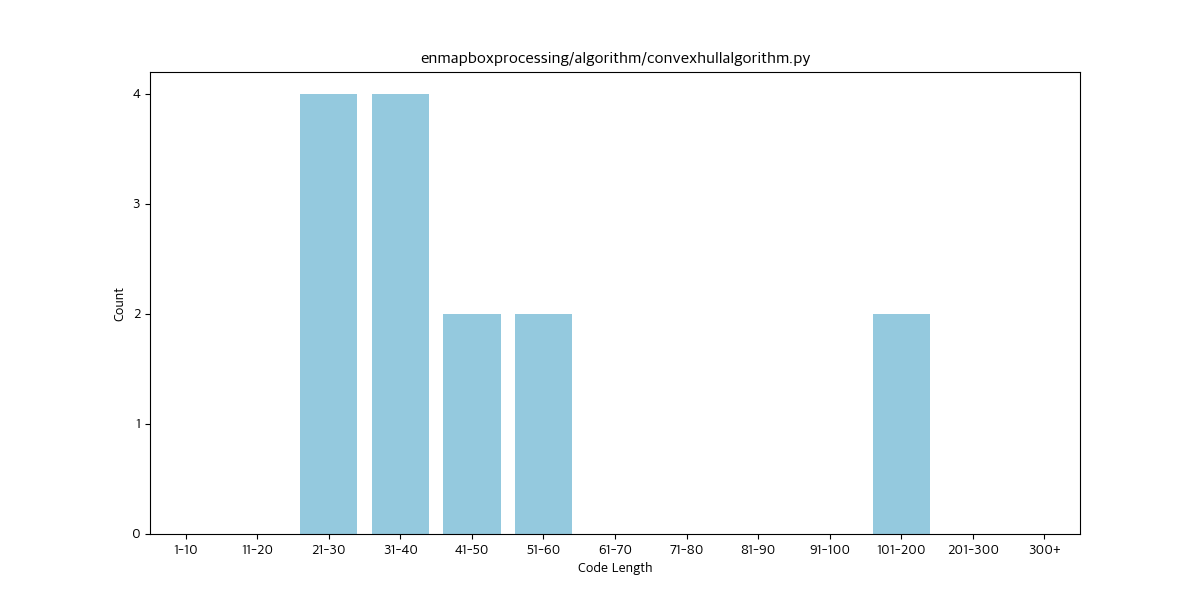 enmapboxprocessing/algorithm/convexhullalgorithm.py
4
3
2
1
0
Count
1-10 11-20 21-30 31-40 41-50 51-60 61-70 71-80 81-90 91-100 101-200 201-300 300+
Code Length